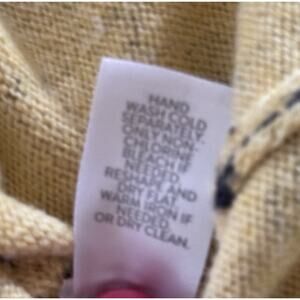 HAND
WASH COLD
SEPARATELY.
ONLY NON-
CHLORINE
BLEACH IF
NEEDED.
RESHAPE AND
DRY FLAT.
WARM IRON IF
NEEDED.
OR DRY CLEAN.